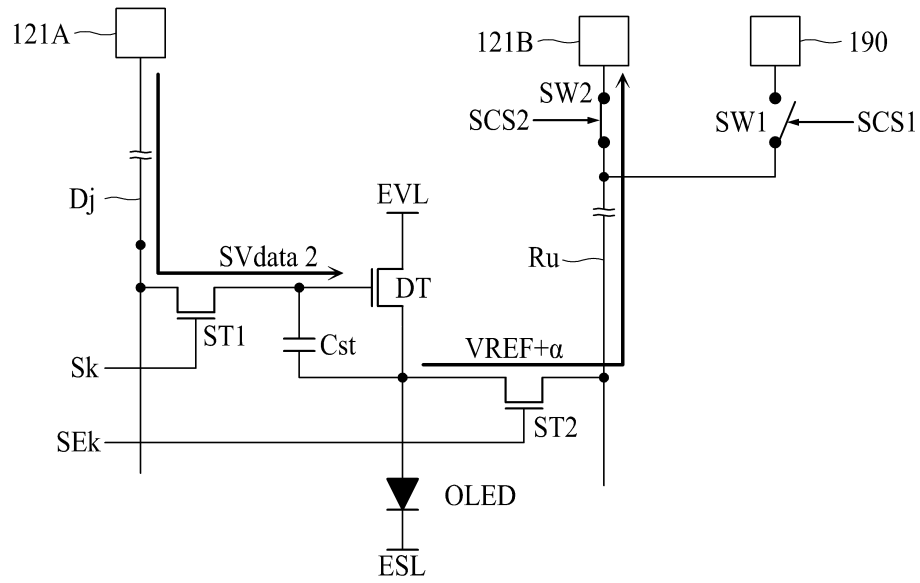 121A
121B
190
SW2
SCS2
SW1
SCS1
Dj
EVL
SVdata 2
Ru
DT
ST1
Cst
VREF+α
Sk
ST2
SEk
OLED
ESL